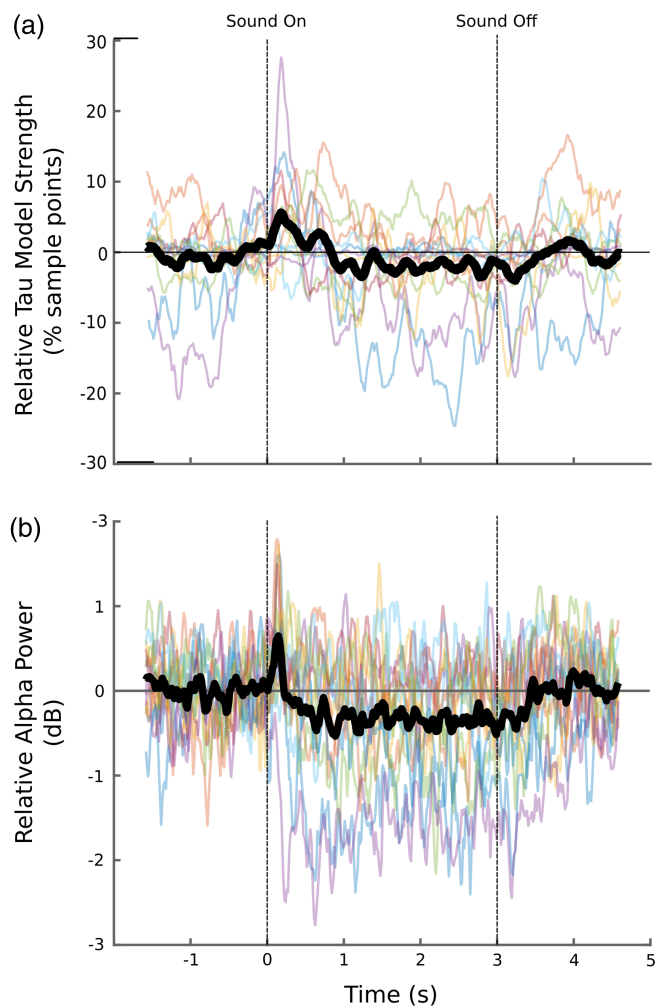 (a)
Sound On
Sound Off
30
20
10
0
-10
-20
-30
Relative Tau Model Strength
(% sample points)
(b)
-3
1
0
-1
-2
-3
Relative Alpha Power
(dB)
-1
0
1
2
3
4
5
Time (s)